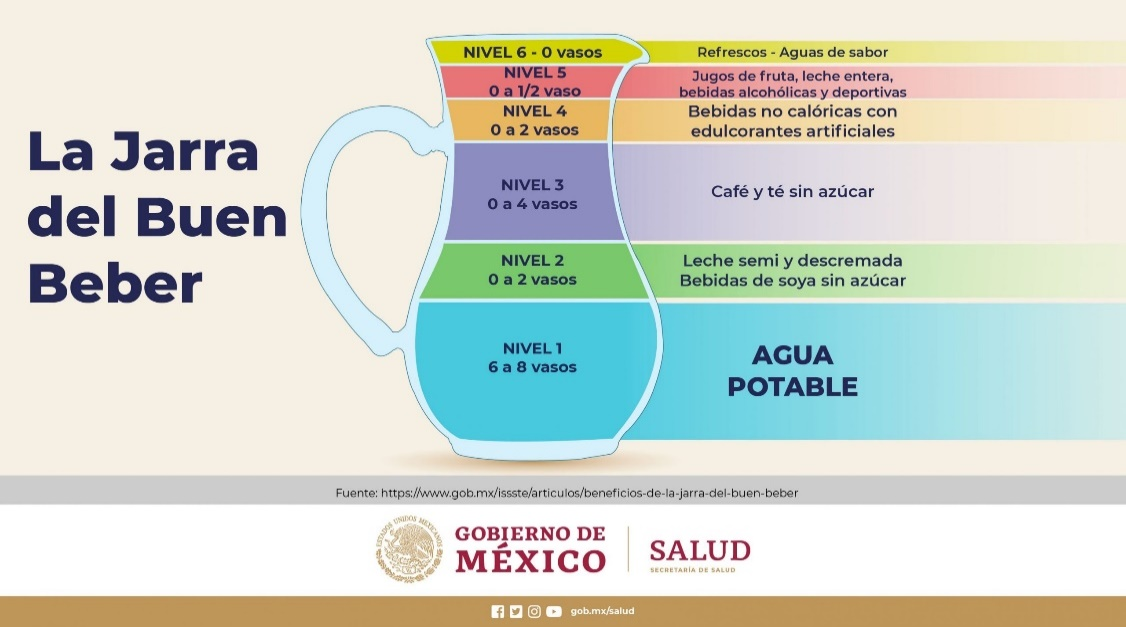 La Jarra
del Buen
Beber
NIVEL 6 - 0 vasos
Refrescos - Aguas de sabor
NIVEL 5
0 a 1/2 vaso
Jugos de fruta, leche entera,
bebidas alcohólicas y deportivas
NIVEL 4
0 a 2 vasos
Bebidas no calóricas con
edulcorantes artificiales
NIVEL 3
0 a 4 vasos
Café y té sin azúcar
NIVEL 2
0 a 2 vasos
Leche semi y descremada
Bebidas de soya sin azúcar
NIVEL 1
6 a 8 vasos
AGUA
POTABLE
Fuente: https://www.gob.mx/issste/articulos/beneficios-de-la-jarra-del-buen-beber
ESTADOS UNIDOS MEXICANOS
GOBIERNO DE
MÉXICO
SALUD
SECRETARÍA DE SALUD
gob.mx/salud